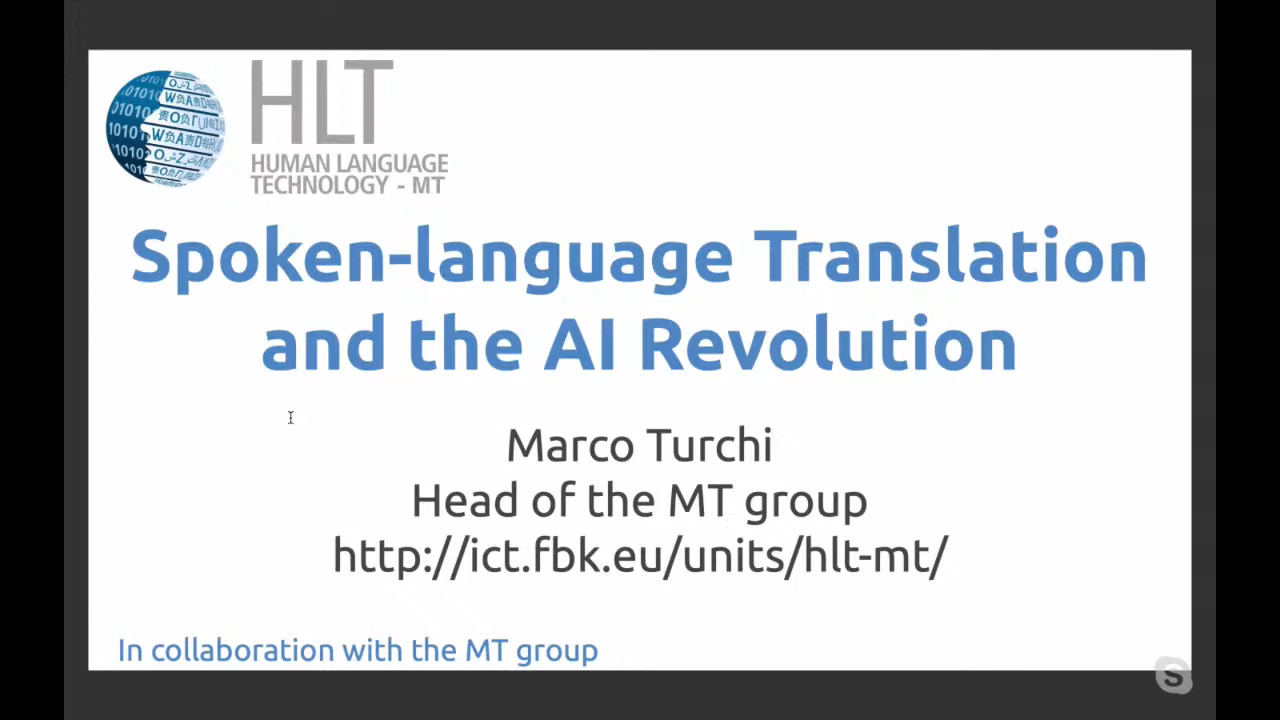 HLT
HUMAN LANGUAGE
TECHNOLOGY - MT
Spoken-language Translation
and the AI Revolution
Marco Turchi
Head of the MT group
http://ict.fbk.eu/units/hlt-mt/
In collaboration with the MT group
S